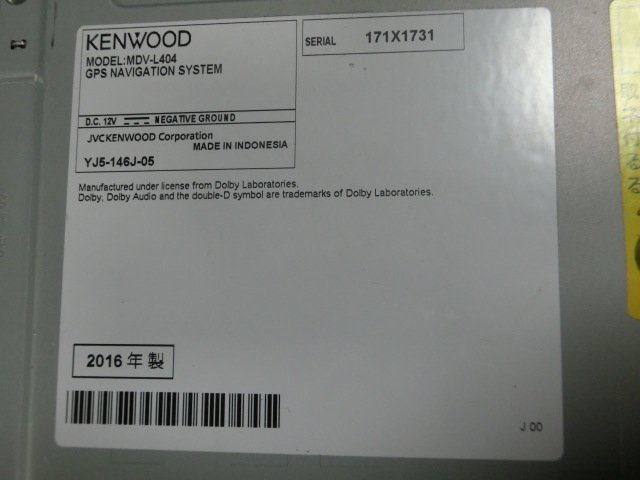 KENWOOD
MODEL:MDV-L404
GPS NAVIGATION SYSTEM
SERIAL 171X1731
D.C. 12V NEGATIVE GROUND
JVCKENWOOD Corporation
MADE IN INDONESIA
YJ5-146J-05
Manufactured under license from Dolby Laboratories.
Dolby, Dolby Audio and the double-D symbol are trademarks of Dolby Laboratories.
2016 年製
J 00